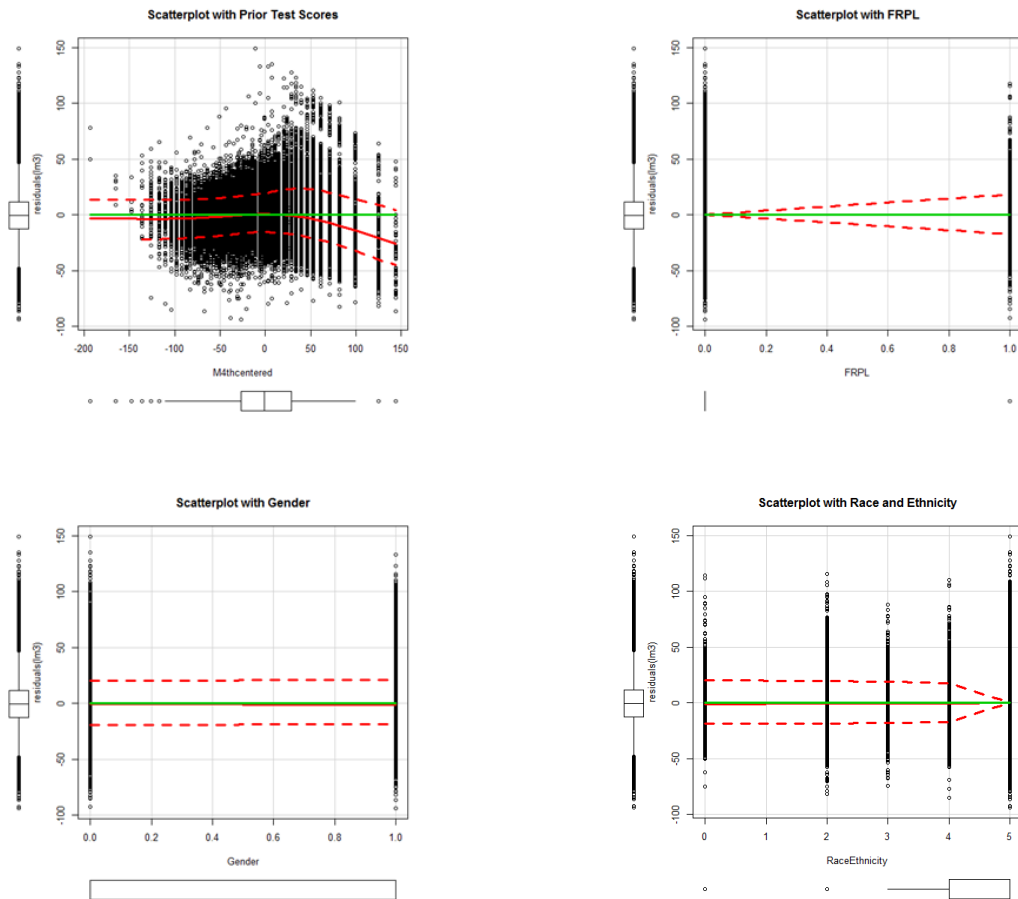 Scatterplot with Prior Test Scores
residuals(lm3)
150
100
50
0
-50
-100
-200 -150 -100 -50 0 50 100 150
M4thcentered
Scatterplot with FRPL
residuals(lm3)
150
100
50
0
-50
-100
0.0 0.2 0.4 0.6 0.8 1.0
FRPL
Scatterplot with Gender
residuals(lm3)
150
100
50
0
-50
-100
0.0 0.2 0.4 0.6 0.8 1.0
Gender
Scatterplot with Race and Ethnicity
residuals(lm3)
150
100
50
0
-50
-100
0 1 2 3 4 5
RaceEthnicity